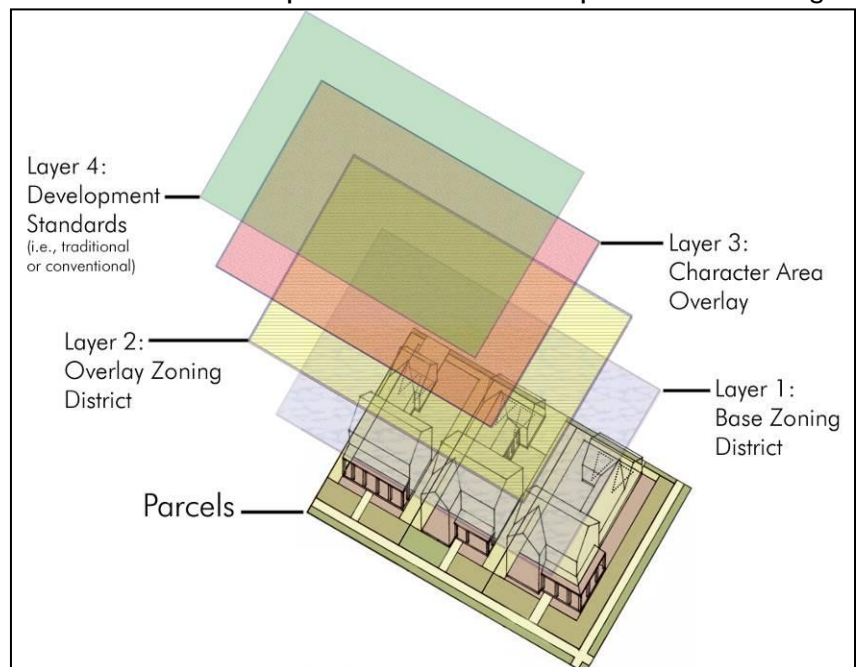 Layer 4:
Development
Standards
(i.e., traditional
or conventional)
Layer 3:
Character Area
Overlay
Layer 2:
Overlay Zoning
District
Layer 1:
Base Zoning
District
Parcels